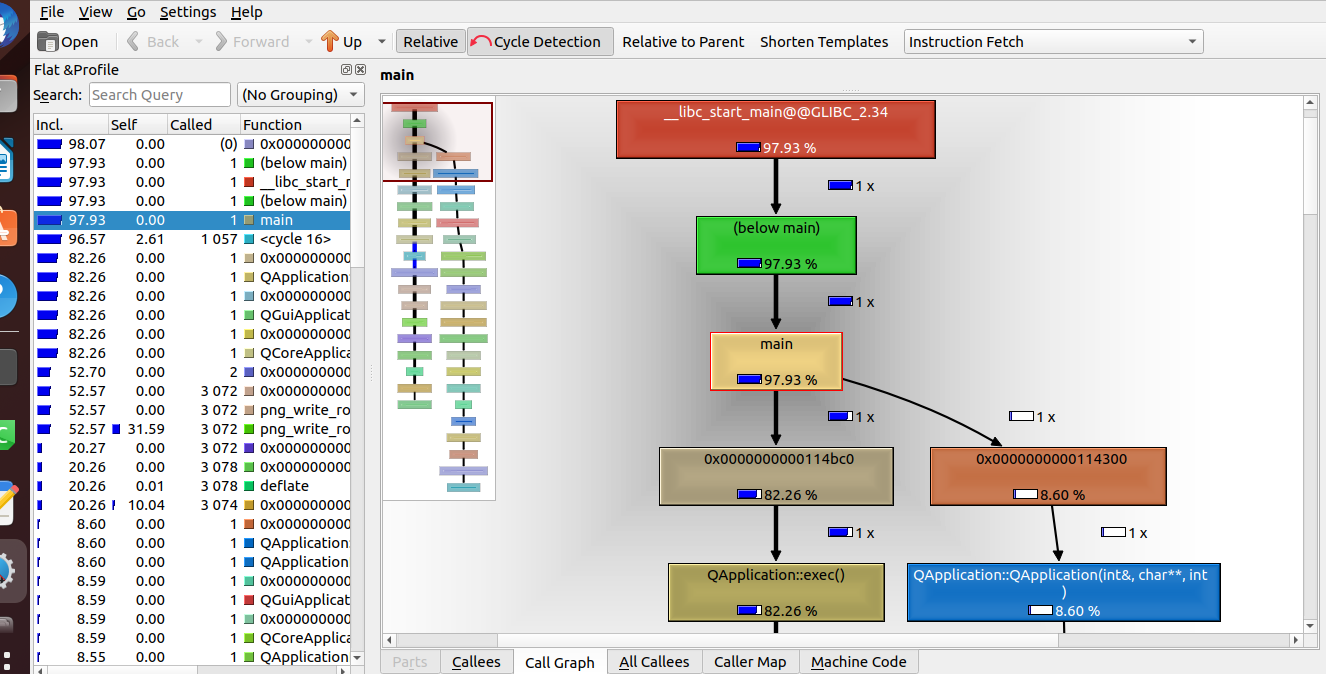 File View Go Settings Help
Open Back Forward Up Relative Cycle Detection Relative to Parent Shorten Templates Instruction Fetch
Flat &Profile
Search: Search Query (No Grouping)
Incl. Self Called Function
98.07 0.00 (0) 0x000000000
97.93 0.00 1 (below main)
97.93 0.00 1 __libc_start_r
97.93 0.00 1 (below main)
97.93 0.00 1 main
96.57 2.61 1 057 <cycle 16>
82.26 0.00 1 0x000000000
82.26 0.00 1 QApplication:
82.26 0.00 1 0x000000000
82.26 0.00 1 QGuiApplicat
82.26 0.00 1 0x000000000
82.26 0.00 1 QCoreApplica
52.70 0.00 2 0x000000000
52.57 0.00 3 072 0x000000000
52.57 0.00 3 072 png_write_ro
52.57 31.59 3 072 png_write_ro
20.27 0.00 3 072 0x000000000
20.26 0.00 3 078 0x000000000
20.26 0.01 3 078 deflate
20.26 10.04 3 074 0x000000000
8.60 0.00 1 0x000000000
8.60 0.00 1 QApplication:
8.60 0.00 1 QApplication:
8.59 0.00 1 0x000000000
8.59 0.00 1 QGuiApplicat
8.59 0.00 1 0x000000000
8.59 0.00 1 QCoreApplica
8.55 0.00 1 QApplication
main
__libc_start_main@@GLIBC_2.34
97.93 %
1 x
(below main)
97.93 %
1 x
main
97.93 %
1 x
1 x
0x0000000000114bc0
82.26 %
0x0000000000114300
8.60 %
1 x
1 x
QApplication::exec()
82.26 %
QApplication::QApplication(int&, char**, int
)
8.60 %
Parts Callees Call Graph All Callees Caller Map Machine Code